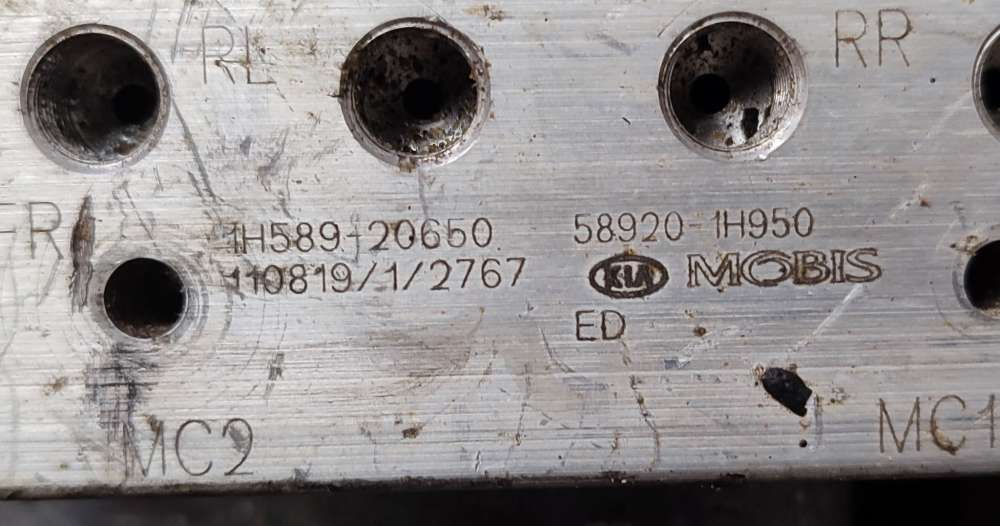 RL
RR
FR
1H589-20650
110819/1/2767
58920-1H950
KIA MOBIS
ED
MC2
MC1